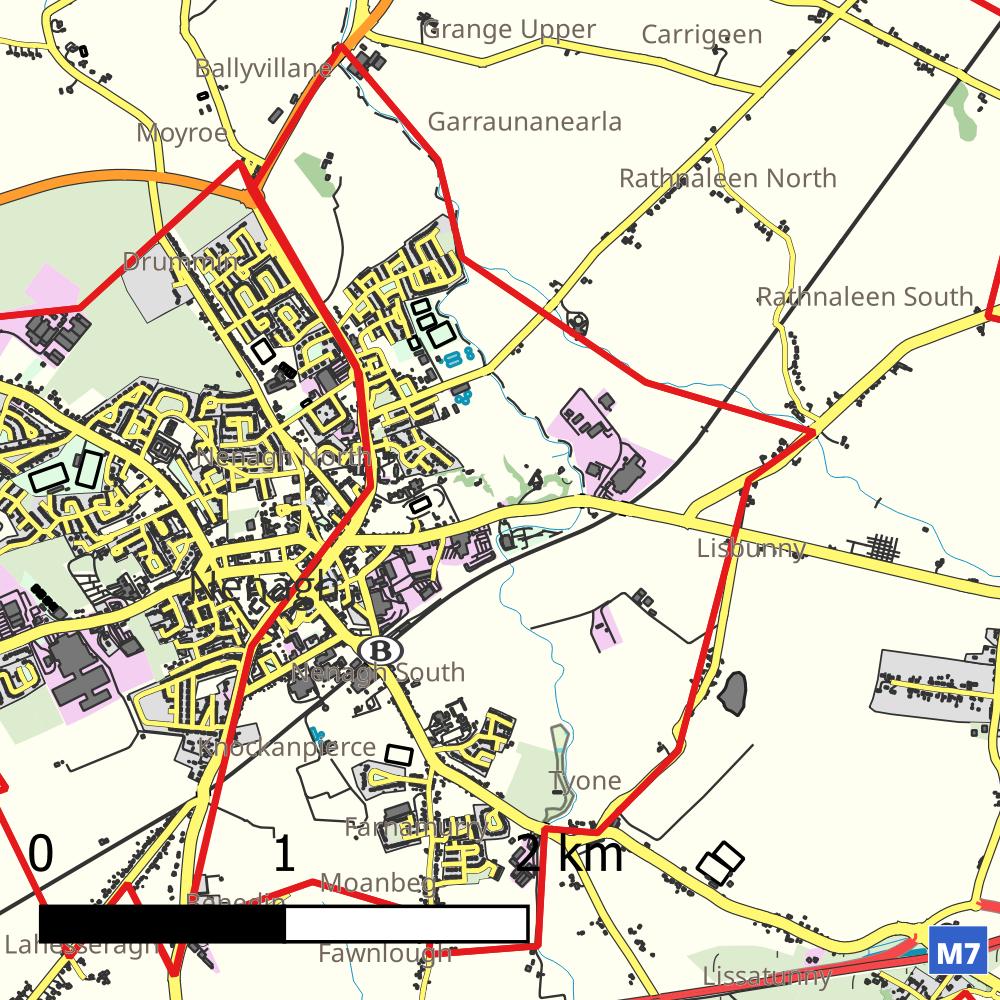 Grange Upper
Carrigeen
Ballyvillane
Garraunanearla
Moyroe
Rathnaleen North
Drummin
Rathnaleen South
Nenagh North
Lisbunny
Nenagh
B
Nenagh South
Knockanpierce
Tyone
Farnamurry
0 1 2 km
Moanbeg
Benedin
Lahesseragh
Fawnlough
M7
Lissatunny